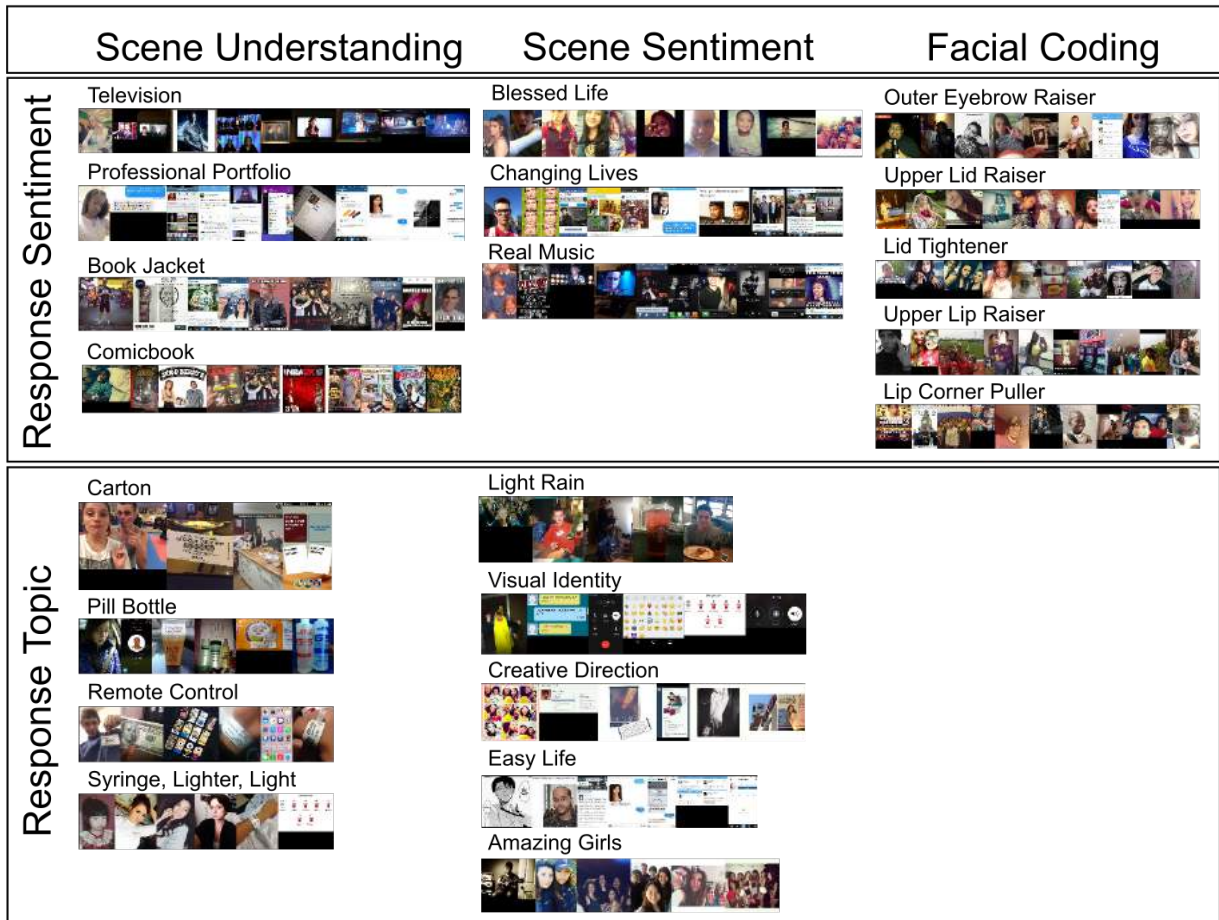 Scene Understanding
Scene Sentiment
Facial Coding
Response Sentiment
Television
Professional Portfolio
Book Jacket
Comicbook
Blessed Life
Changing Lives
Real Music
Outer Eyebrow Raiser
Upper Lid Raiser
Lid Tightener
Upper Lip Raiser
Lip Corner Puller
Response Topic
Carton
Pill Bottle
Remote Control
Syringe, Lighter, Light
Light Rain
Visual Identity
Creative Direction
Easy Life
Amazing Girls